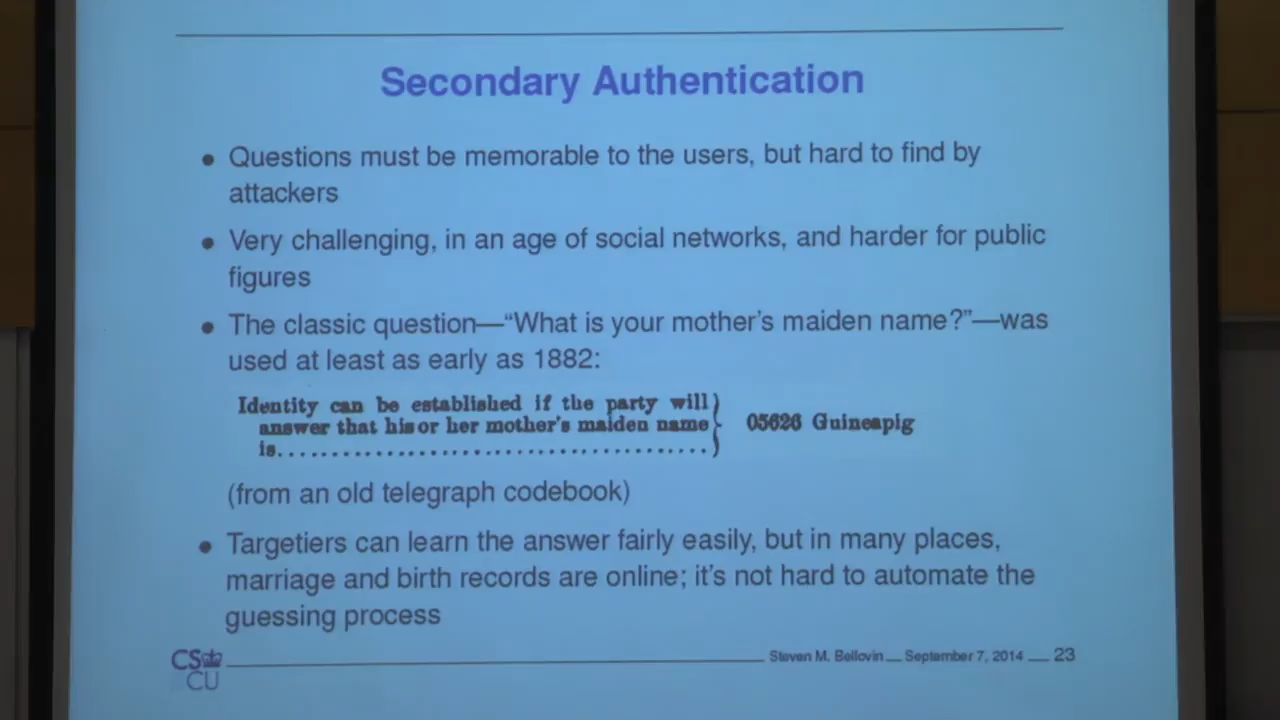 Secondary Authentication
• Questions must be memorable to the users, but hard to find by
attackers
• Very challenging, in an age of social networks, and harder for public
figures
• The classic question—“What is your mother’s maiden name?”—was
used at least as early as 1882:
Identity can be established if the party will
answer that his or her mother's maiden name
is........................................ } 05626 Guineapig
(from an old telegraph codebook)
• Targetiers can learn the answer fairly easily, but in many places,
marriage and birth records are online; it’s not hard to automate the
guessing process
CS
CU
Steven M. Bellovin — September 7, 2014 — 23